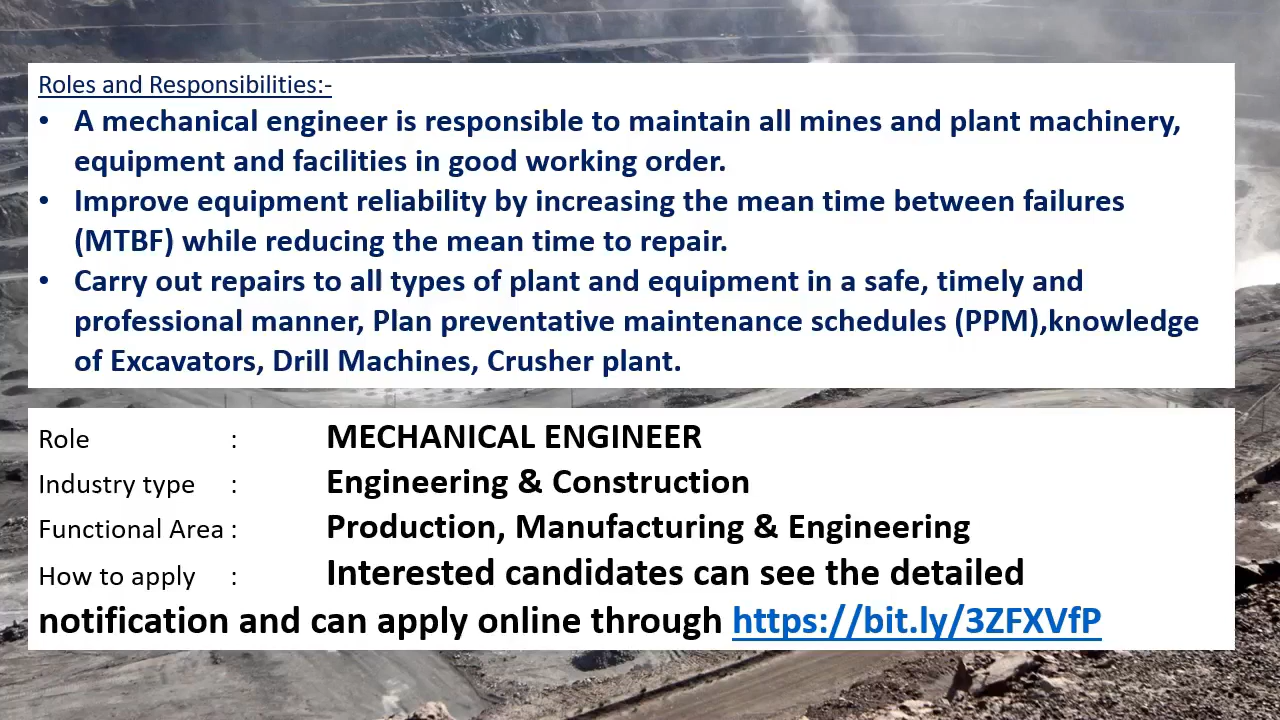 Roles and Responsibilities:-
• A mechanical engineer is responsible to maintain all mines and plant machinery,
equipment and facilities in good working order.
• Improve equipment reliability by increasing the mean time between failures
(MTBF) while reducing the mean time to repair.
• Carry out repairs to all types of plant and equipment in a safe, timely and
professional manner, Plan preventative maintenance schedules (PPM),knowledge
of Excavators, Drill Machines, Crusher plant.
Role : MECHANICAL ENGINEER
Industry type : Engineering & Construction
Functional Area : Production, Manufacturing & Engineering
How to apply : Interested candidates can see the detailed
notification and can apply online through https://bit.ly/3ZFXVfP